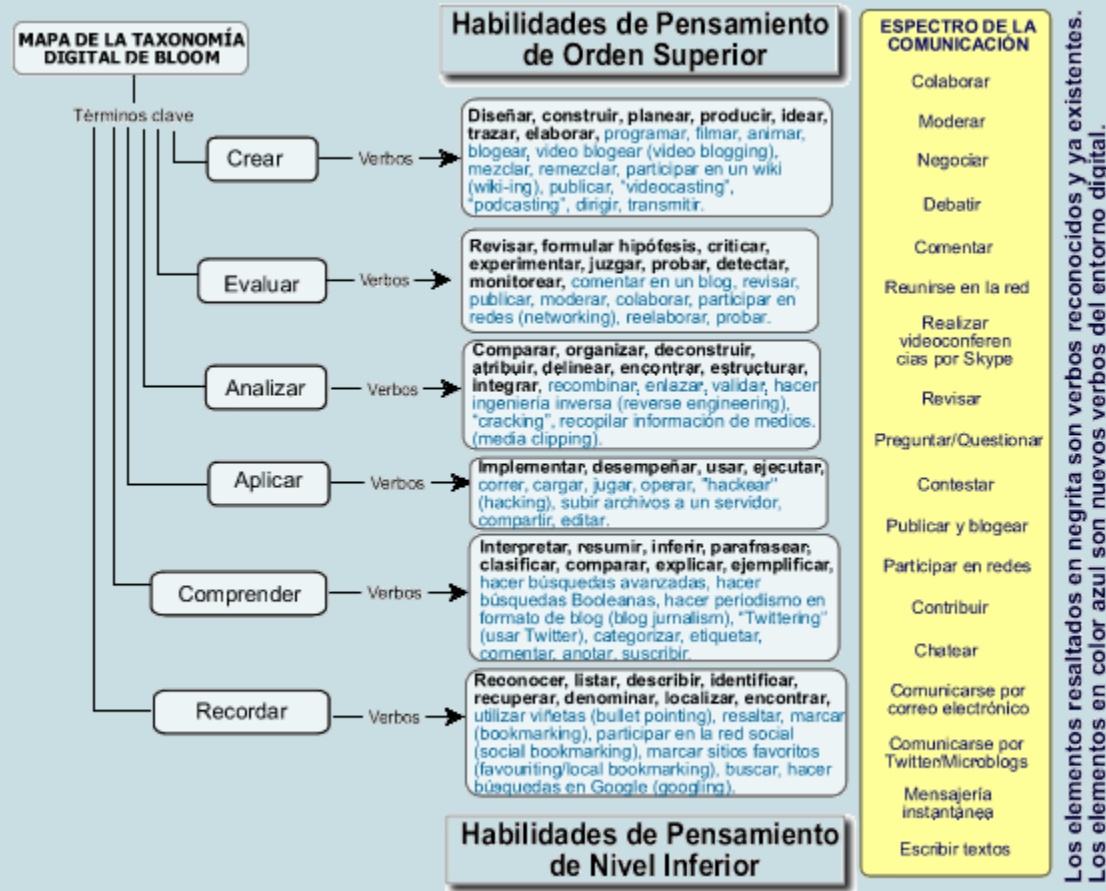 MAPA DE LA TAXONOMÍA
DIGITAL DE BLOOM
Términos clave
Habilidades de Pensamiento
de Orden Superior
Crear
Verbos
Diseñar, construir, planear, producir, idear,
trazar, elaborar, programar, filmar, animar,
blogear, video blogear (video blogging),
mezclar, remezclar, participar en un wiki
(wiki-ing), publicar, "videocasting",
"podcasting", dirigir, transmitir.
Evaluar
Verbos
Revisar, formular hipótesis, criticar,
experimentar, juzgar, probar, detectar,
monitorear, comentar en un blog, revisar,
publicar, moderar, colaborar, participar en
redes (networking), reelaborar, probar.
Analizar
Verbos
Comparar, organizar, deconstruir,
atribuir, delinear, encontrar, estructurar,
integrar, recombinar, enlazar, validar, hacer
ingeniería inversa (reverse engineering),
"cracking", recopilar información de medios.
(media clipping).
Aplicar
Verbos
Implementar, desempeñar, usar, ejecutar,
correr, cargar, jugar, operar, "hackear"
(hacking), subir archivos a un servidor,
compartir, editar.
Comprender
Verbos
Interpretar, resumir, inferir, parafrasear,
clasificar, comparar, explicar, ejemplificar,
hacer búsquedas avanzadas, hacer
búsquedas Booleanas, hacer periodismo en
formato de blog (blog jurnalism), "Twittering"
(usar Twitter), categorizar, etiquetar,
comentar, anotar, suscribir.
Recordar
Verbos
Reconocer, listar, describir, identificar,
recuperar, denominar, localizar, encontrar,
utilizar viñetas (bullet pointing), resaltar, marcar
(bookmarking), participar en la red social
(social bookmarking), marcar sitios favoritos
(favouriting/local bookmarking), buscar, hacer
búsquedas en Google (googling).
Habilidades de Pensamiento
de Nivel Inferior
ESPECTRO DE LA
COMUNICACIÓN
Colaborar
Moderar
Negociar
Debatir
Comentar
Reunirse en la red
Realizar
videoconferen
cias por Skype
Revisar
Preguntar/Questionar
Contestar
Publicar y blogear
Participar en redes
Contribuir
Chatear
Comunicarse por
correo electrónico
Comunicarse por
Twitter/Microblogs
Mensajería
instantánea
Escribir textos
Los elementos resaltados en negrita son verbos reconocidos y ya existentes.
Los elementos en color azul son nuevos verbos del entorno digital.